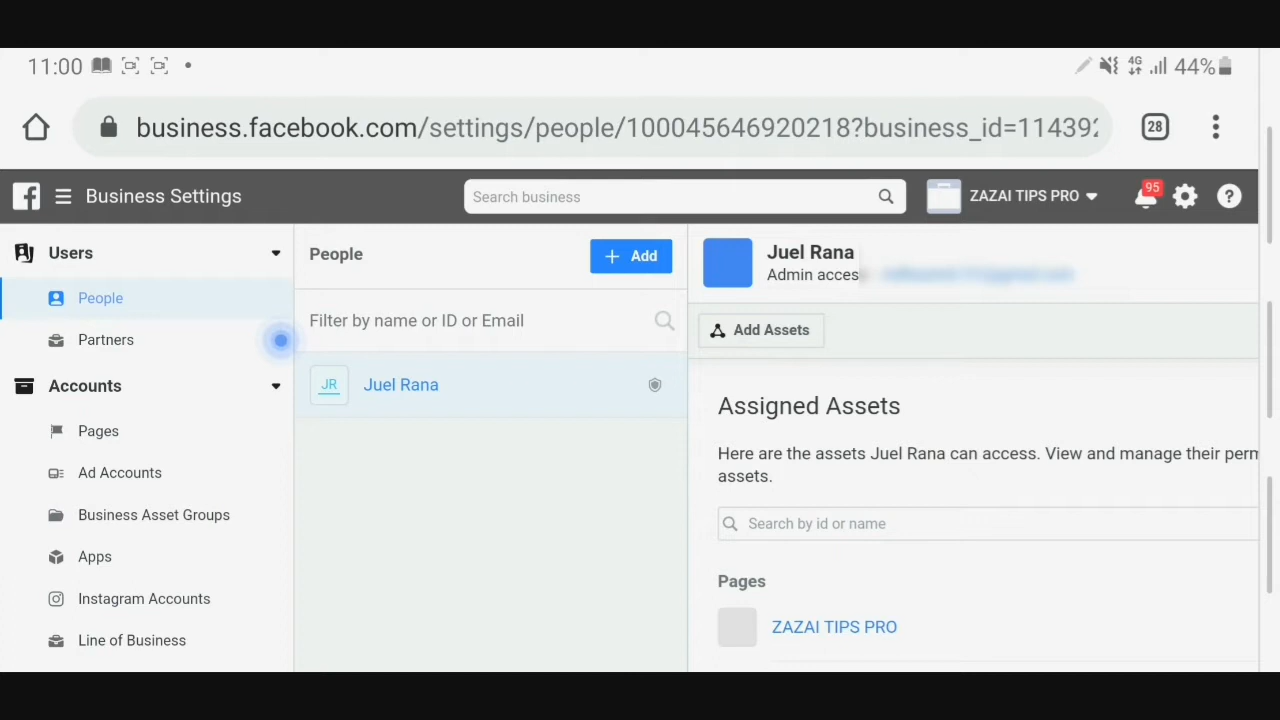 11:00
4G 44%
business.facebook.com/settings/people/100045646920218?business_id=114392
28
Business Settings
Search business
ZAZAI TIPS PRO
95
Users
People
Partners
Accounts
Pages
Ad Accounts
Business Asset Groups
Apps
Instagram Accounts
Line of Business
People
+ Add
Filter by name or ID or Email
JR
Juel Rana
Juel Rana
Admin acces
Add Assets
Assigned Assets
Here are the assets Juel Rana can access. View and manage their perm
assets.
Search by id or name
Pages
ZAZAI TIPS PRO